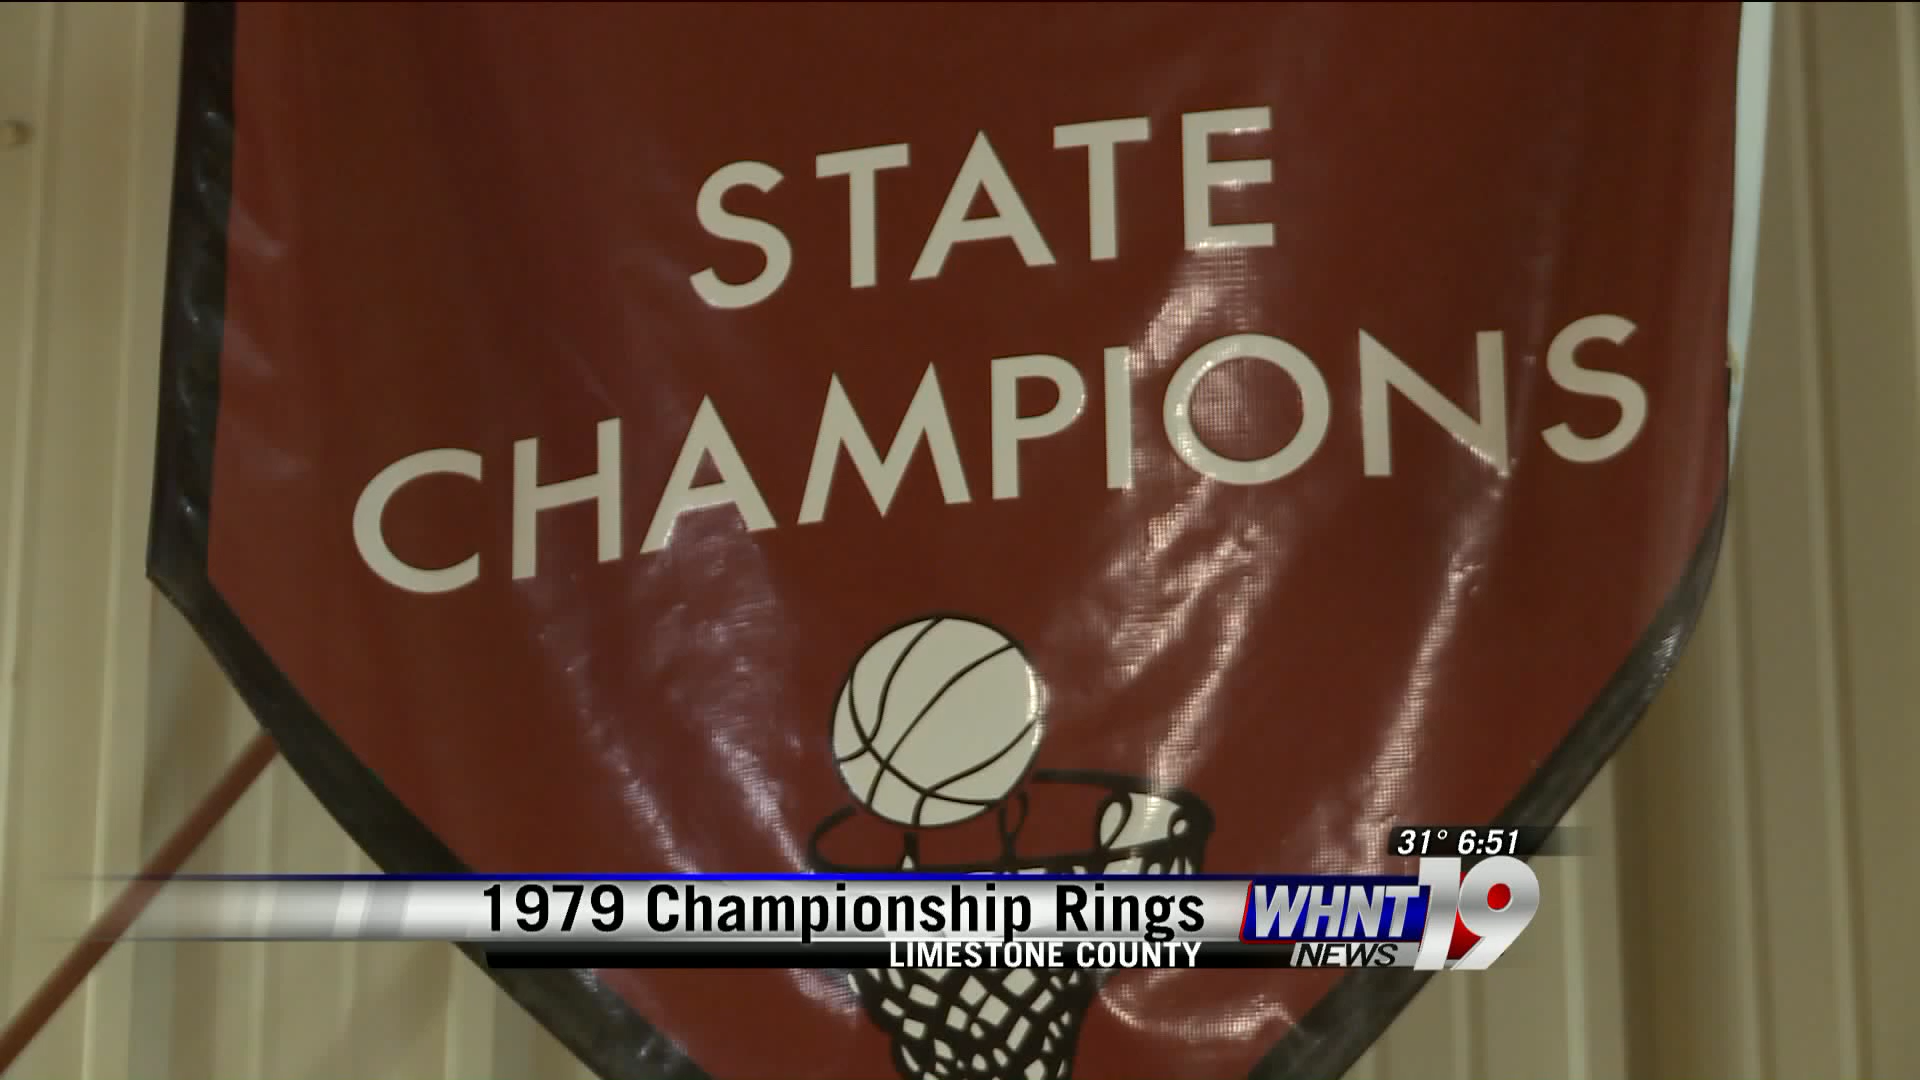 STATE
CHAMPIONS
31° 6:51
1979 Championship Rings
LIMESTONE COUNTY
WHNT 19
NEWS